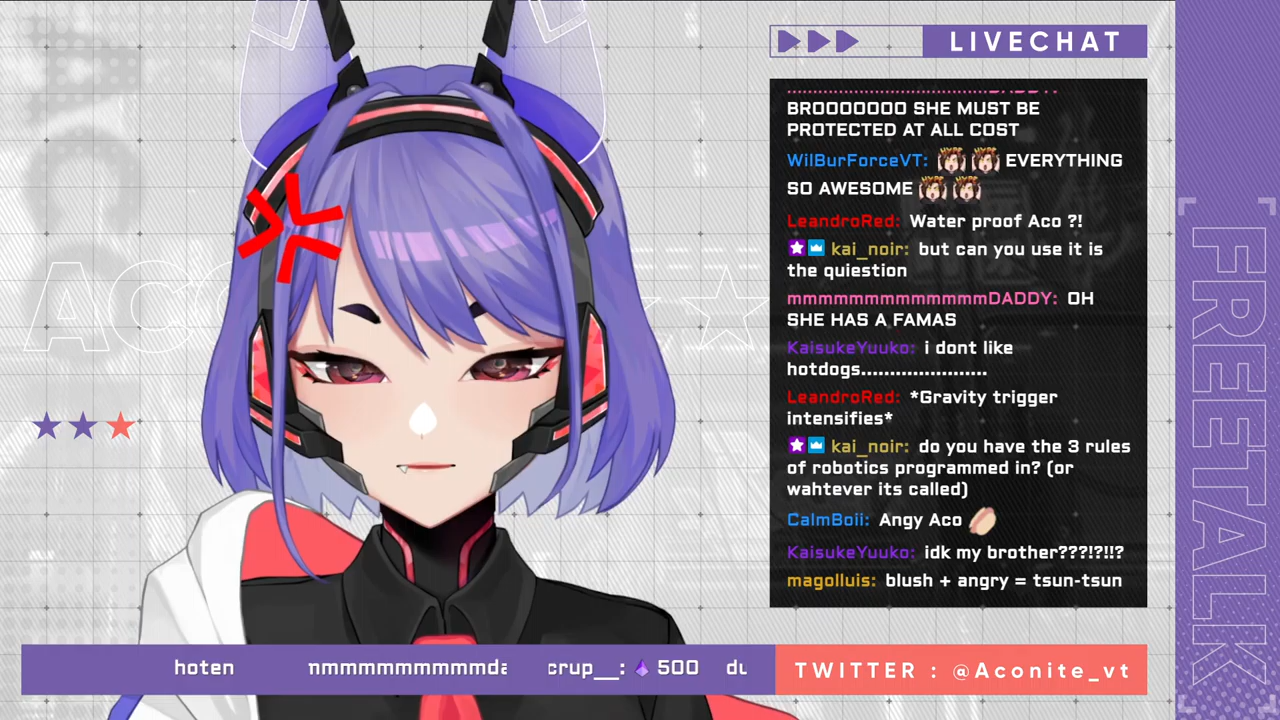 LIVECHAT
BROOOOOOO SHE MUST BE
PROTECTED AT ALL COST
WilBurForceVT: EVERYTHING
SO AWESOME
LeandroRed: Water proof Aco ?!
kai_noir: but can you use it is
the quiestion
mmmmmmmmmmmmmDADDY: OH
SHE HAS A FAMAS
KaisukeYuuko: i dont like
hotdogs......................
LeandroRed: *Gravity trigger
intensifies*
kai_noir: do you have the 3 rules
of robotics programmed in? (or
wahtever its called)
CalmBoii: Angy Aco
KaisukeYuuko: idk my brother???!?!!?
magolluis: blush + angry = tsun-tsun
FREETALK
hoten
crup__: 500
TWITTER : @Aconite_vt